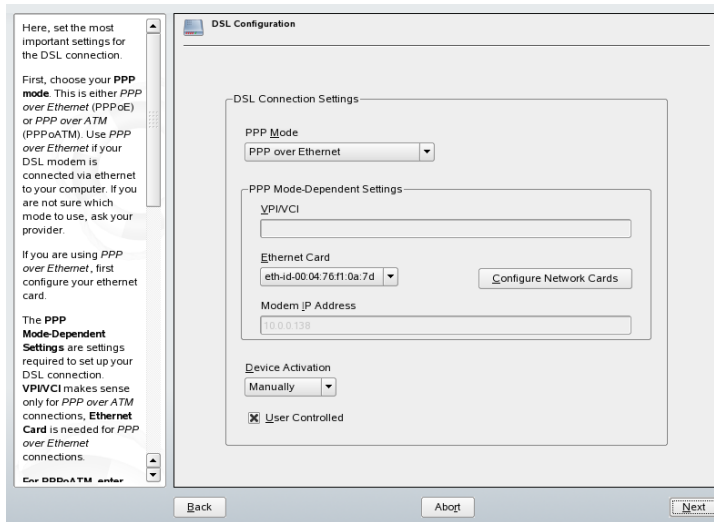 Here, set the most
important settings for
the DSL connection.
First, choose your PPP
mode. This is either PPP
over Ethernet (PPPoE)
or PPP over ATM
(PPPoATM). Use PPP
over Ethernet if your
DSL modem is
connected via ethernet
to your computer. If you
are not sure which
mode to use, ask your
provider.
If you are using PPP
over Ethernet, first
configure your ethernet
card.
The PPP
Mode-Dependent
Settings are settings
required to set up your
DSL connection.
VPI/VCI makes sense
only for PPP over ATM
connections, Ethernet
Card is needed for PPP
over Ethernet
connections.
For PPPoATM, enter
DSL Configuration
DSL Connection Settings
PPP Mode
PPP over Ethernet
PPP Mode-Dependent Settings
VPI/VCI
Ethernet Card
eth-id-00:04:76:f1:0a:7d
Configure Network Cards
Modem IP Address
10.0.0.138
Device Activation
Manually
User Controlled
Back
Abort
Next